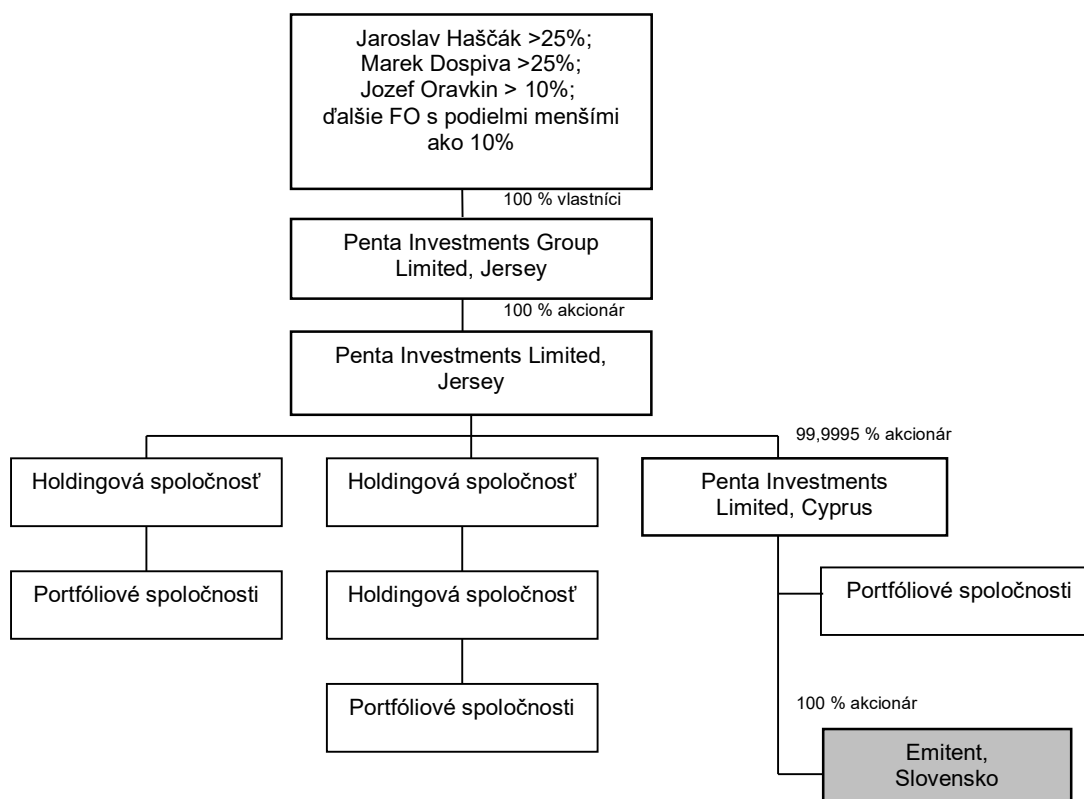 Jaroslav Haščák >25%;
Marek Dospiva >25%;
Jozef Oravkin > 10%;
ďalšie FO s podielmi menšími
ako 10%
100 % vlastníci
Penta Investments Group
Limited, Jersey
100 % akcionár
Penta Investments Limited,
Jersey
99,9995 % akcionár
Holdingová spoločnosť
Holdingová spoločnosť
Penta Investments
Limited, Cyprus
Portfóliové spoločnosti
Holdingová spoločnosť
Portfóliové spoločnosti
Portfóliové spoločnosti
100 % akcionár
Emitent,
Slovensko